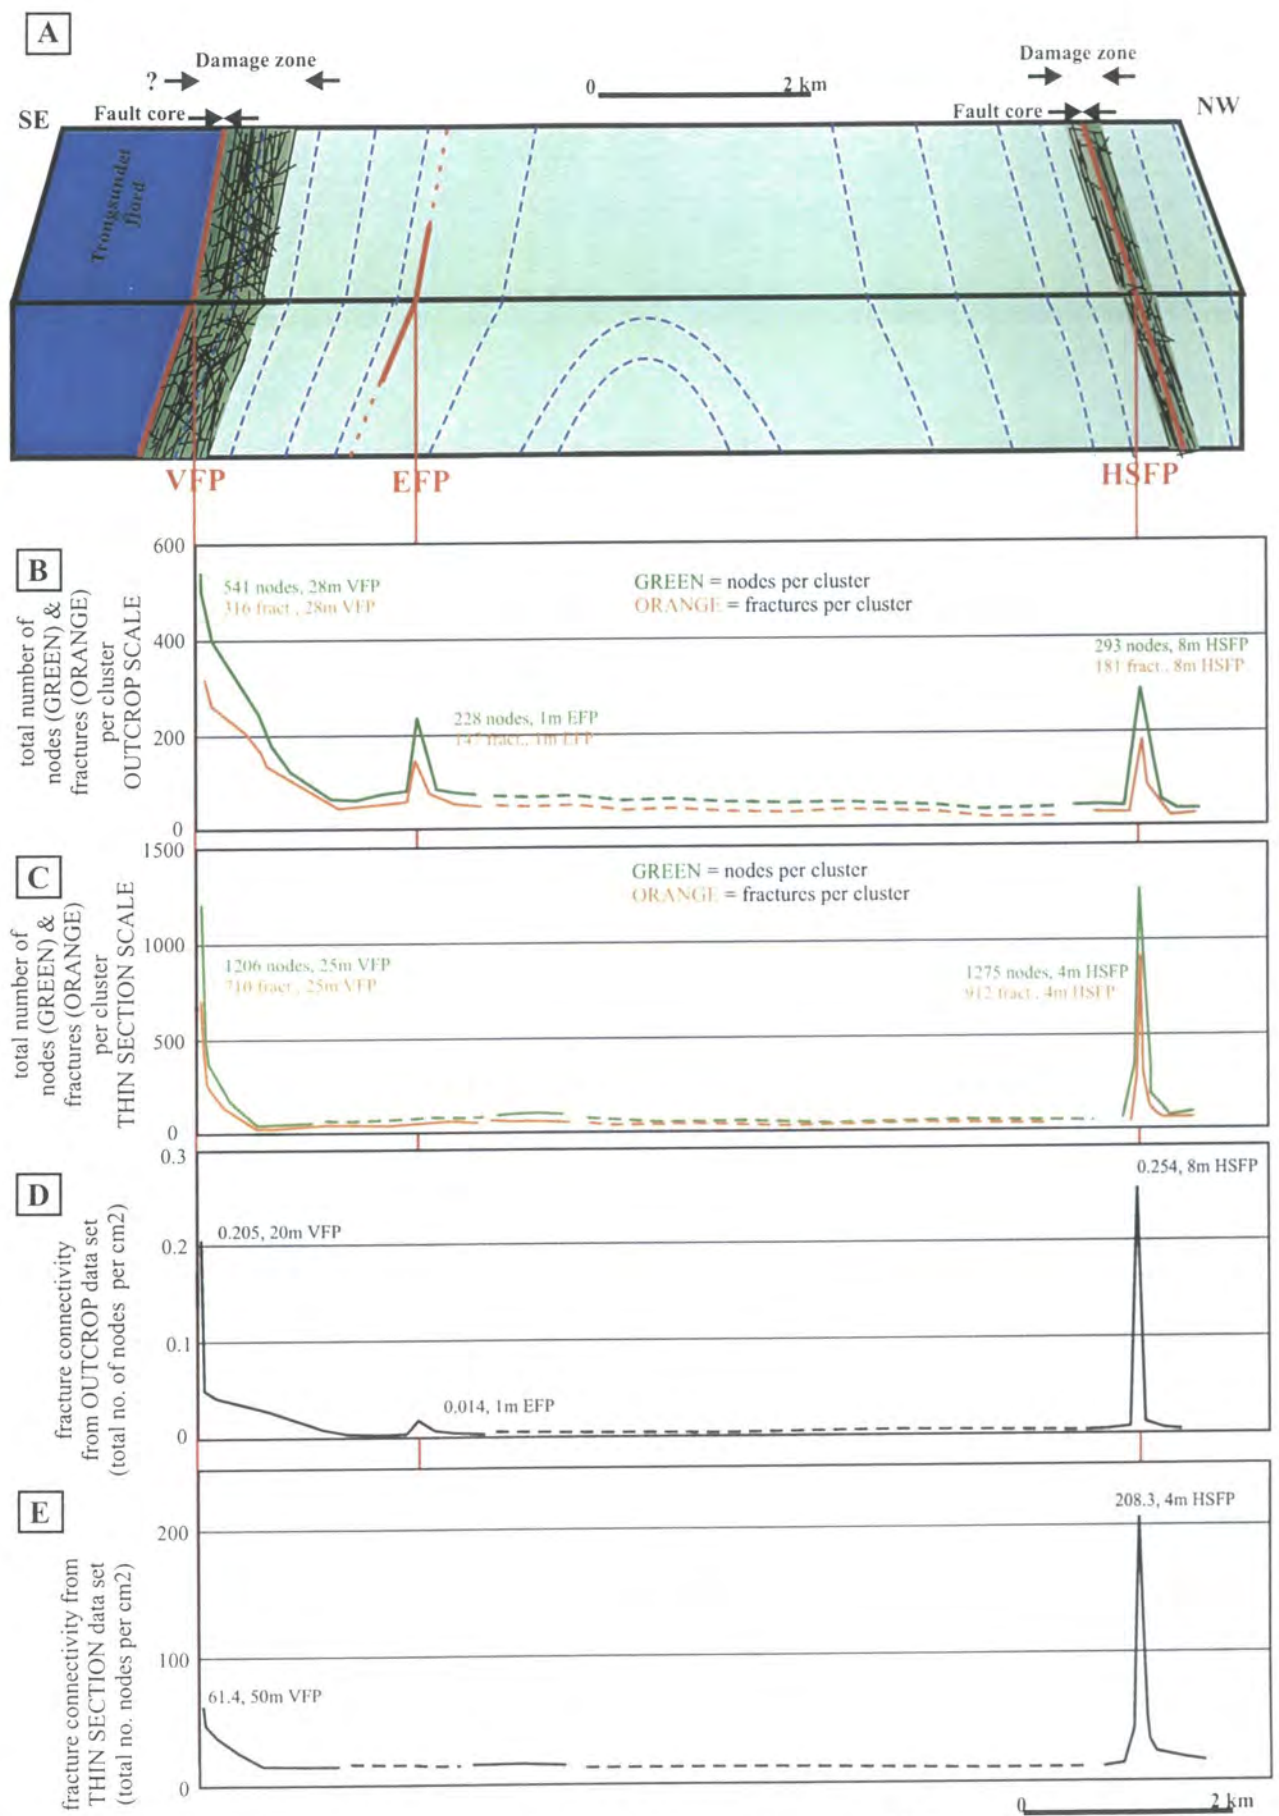 A
Damage zone
?
Fault core
SE
0 2 km
Damage zone
Fault core
NW
Trongsundet
fjord
VFP
EFP
HSFP
B
total number of
nodes (GREEN) &
fractures (ORANGE)
per cluster
OUTCROP SCALE
600
400
200
0
541 nodes, 28m VFP
316 fract., 28m VFP
GREEN = nodes per cluster
ORANGE = fractures per cluster
228 nodes, 1m EFP
147 fract., 1m EFP
293 nodes, 8m HSFP
181 fract., 8m HSFP
C
total number of
nodes (GREEN) &
fractures (ORANGE)
per cluster
THIN SECTION SCALE
1500
1000
500
0
GREEN = nodes per cluster
ORANGE = fractures per cluster
1206 nodes, 25m VFP
710 fract., 25m VFP
1275 nodes, 4m HSFP
912 fract., 4m HSFP
D
fracture connectivity
from OUTCROP data set
(total no. of nodes per cm2)
0.3
0.2
0.1
0
0.205, 20m VFP
0.014, 1m EFP
0.254, 8m HSFP
E
fracture connectivity from
THIN SECTION data set
(total no. nodes per cm2)
200
100
0
61.4, 50m VFP
208.3, 4m HSFP
0 2 km